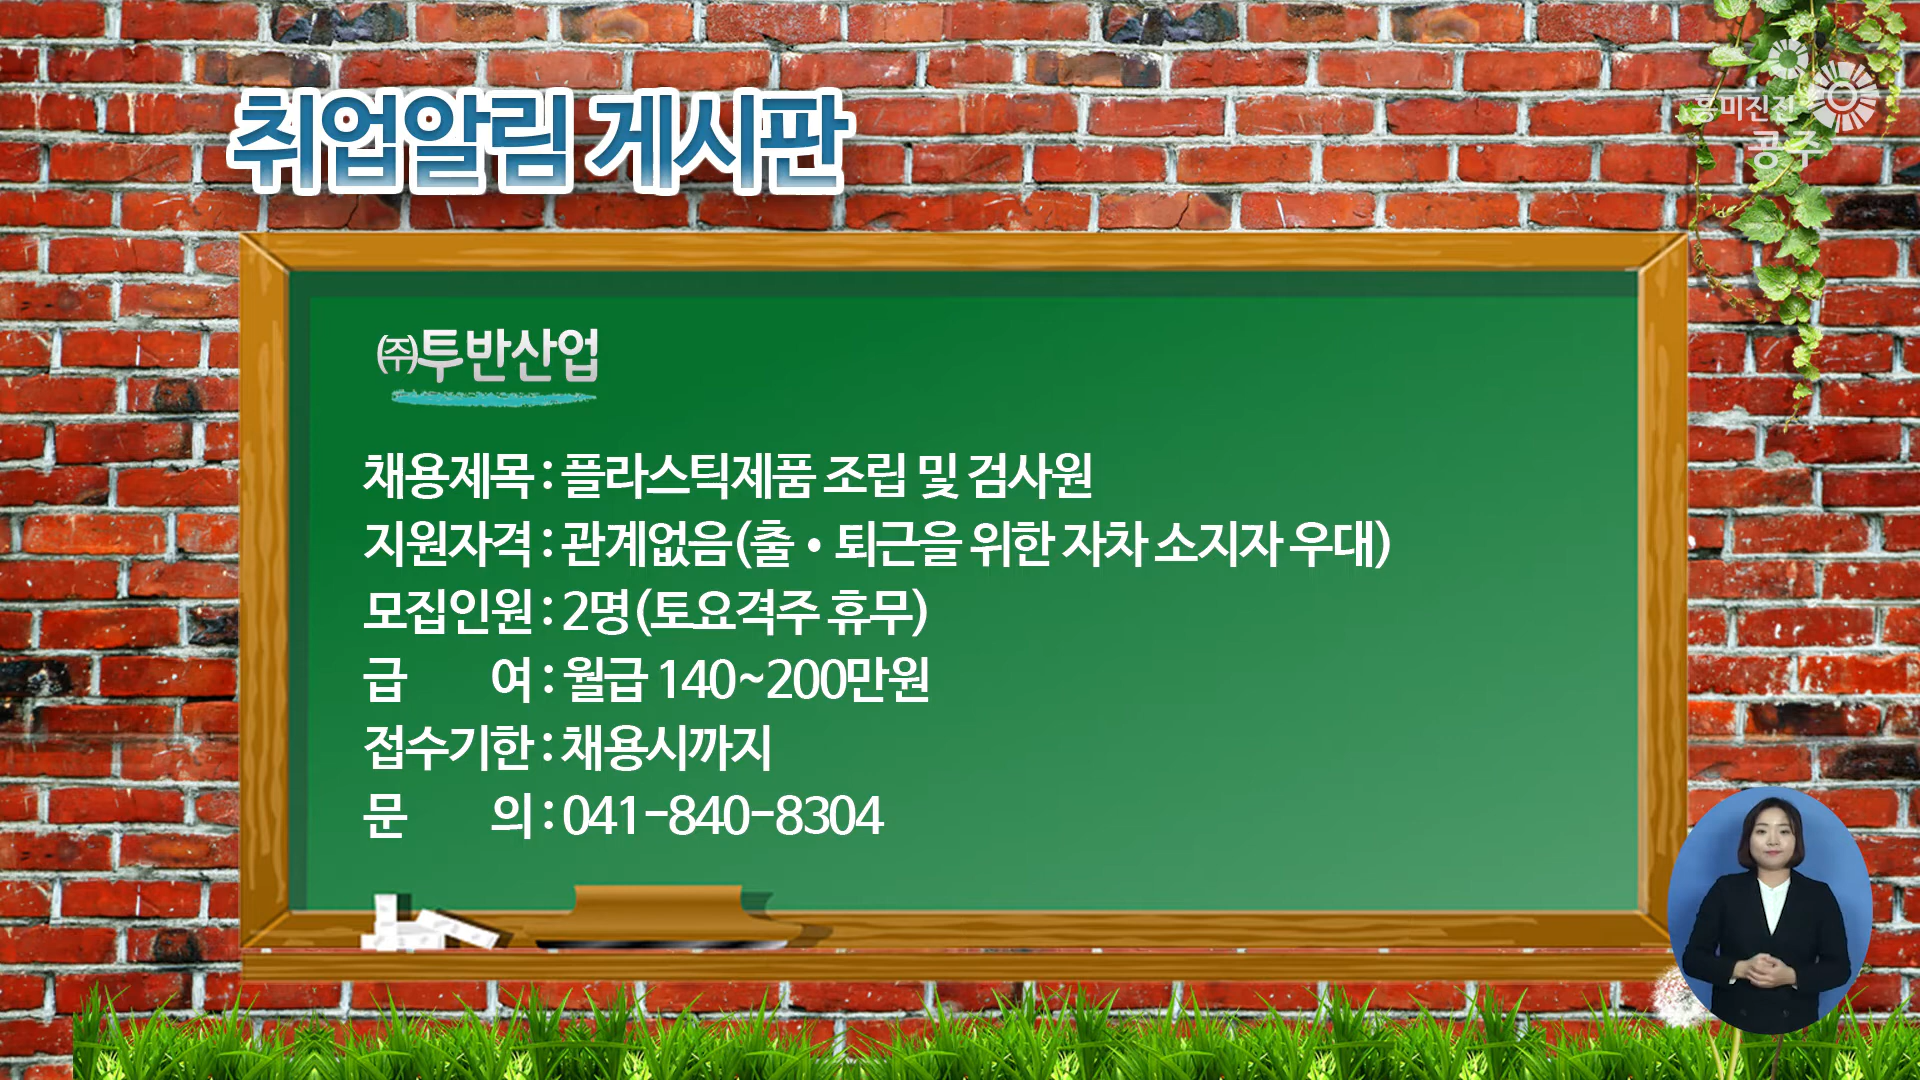 흥미진진
공주
취업알림 게시판
㈜투반산업
채용제목 : 플라스틱제품 조립 및 검사원
지원자격 : 관계없음(출•퇴근을 위한 자차 소지자 우대)
모집인원 : 2명(토요격주 휴무)
급 여 : 월급 140~200만원
접수기한 : 채용시까지
문 의 : 041-840-8304